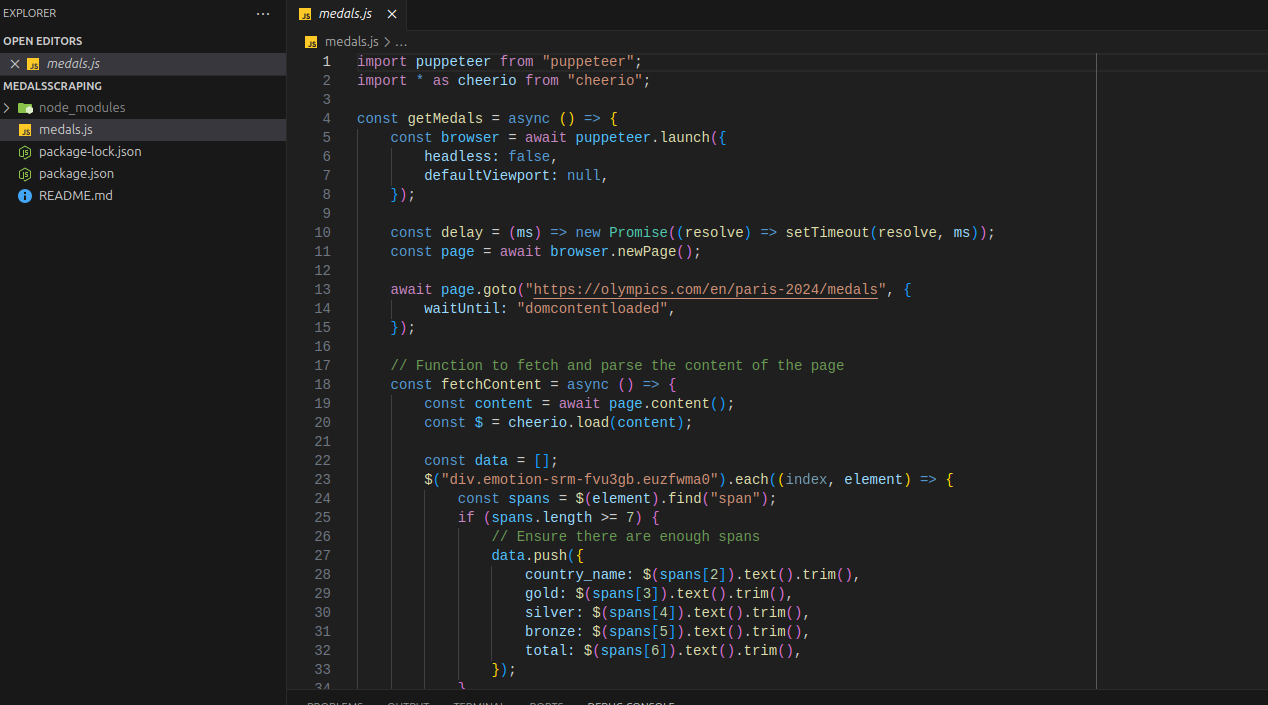 EXPLORER
OPEN EDITORS
medals.js
MEDALSSCRAPING
node_modules
medals.js
package-lock.json
package.json
README.md
medals.js
medals.js > ...
1 import puppeteer from "puppeteer";
2 import * as cheerio from "cheerio";
3
4 const getMedals = async () => {
5 const browser = await puppeteer.launch({
6 headless: false,
7 defaultViewport: null,
8 });
9
10 const delay = (ms) => new Promise((resolve) => setTimeout(resolve, ms));
11 const page = await browser.newPage();
12
13 await page.goto("https://olympics.com/en/paris-2024/medals", {
14 waitUntil: "domcontentloaded",
15 });
16
17 // Function to fetch and parse the content of the page
18 const fetchContent = async () => {
19 const content = await page.content();
20 const $ = cheerio.load(content);
21
22 const data = [];
23 $("div.emotion-srm-fvu3gb.euzfwma0").each((index, element) => {
24 const spans = $(element).find("span");
25 if (spans.length >= 7) {
26 // Ensure there are enough spans
27 data.push({
28 country_name: $(spans[2]).text().trim(),
29 gold: $(spans[3]).text().trim(),
30 silver: $(spans[4]).text().trim(),
31 bronze: $(spans[5]).text().trim(),
32 total: $(spans[6]).text().trim(),
33 });
34 }
PROBLEMS OUTPUT TERMINAL PORTS DEBUG CONSOLE